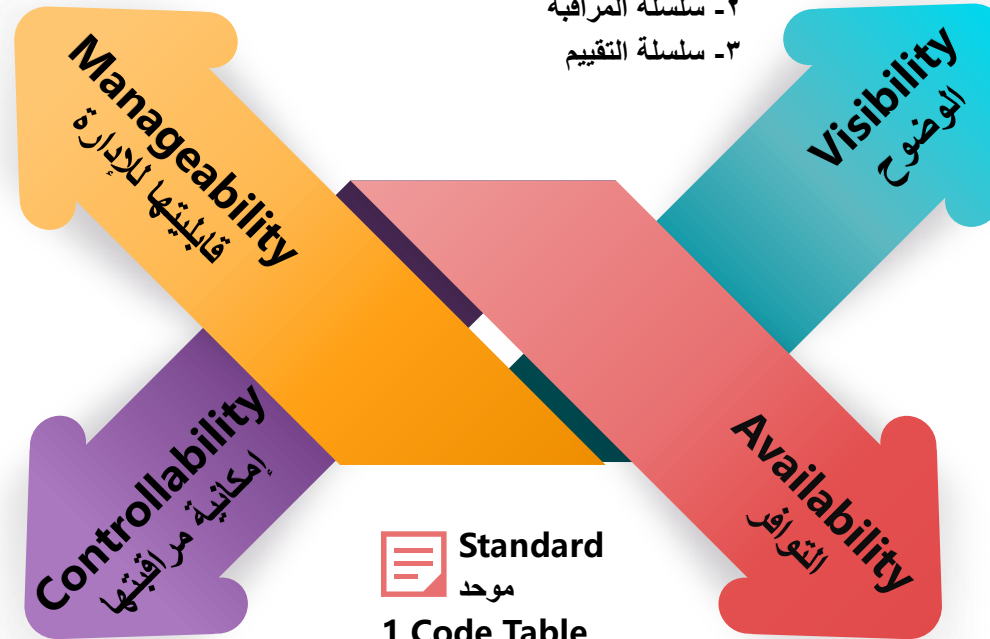 ٢- سلسلة المراقبة
٣- سلسلة التقييم
Manageability
قابليتها للإدارة
Visibility
الوضوح
Controllability
إمكانية مراقبتها
Availability
التوافر
Standard
موحد
1 Code Table